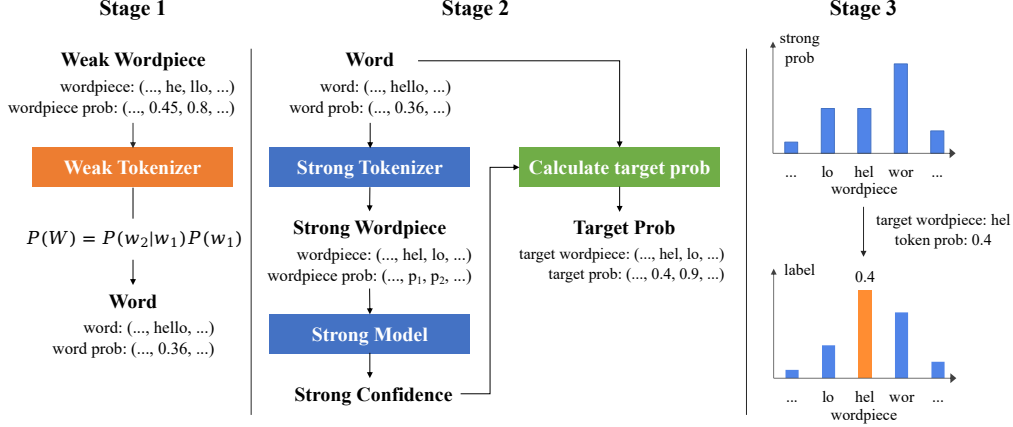 Stage 1
Weak Wordpiece
wordpiece: (..., he, llo, ...)
wordpiece prob: (..., 0.45, 0.8, ...)
Weak Tokenizer
P(W) = P(w₂|w₁)P(w₁)
Word
word: (..., hello, ...)
word prob: (..., 0.36, ...)
Stage 2
Word
word: (..., hello, ...)
word prob: (..., 0.36, ...)
Strong Tokenizer
Strong Wordpiece
wordpiece: (..., hel, lo, ...)
wordpiece prob: (..., p₁, p₂, ...)
Strong Model
Strong Confidence
Calculate target prob
Target Prob
target wordpiece: (..., hel, lo, ...)
target prob: (..., 0.4, 0.9, ...)
Stage 3
strong
prob
... lo hel wor ...
wordpiece
target wordpiece: hel
token prob: 0.4
label
0.4
... lo hel wor ...
wordpiece